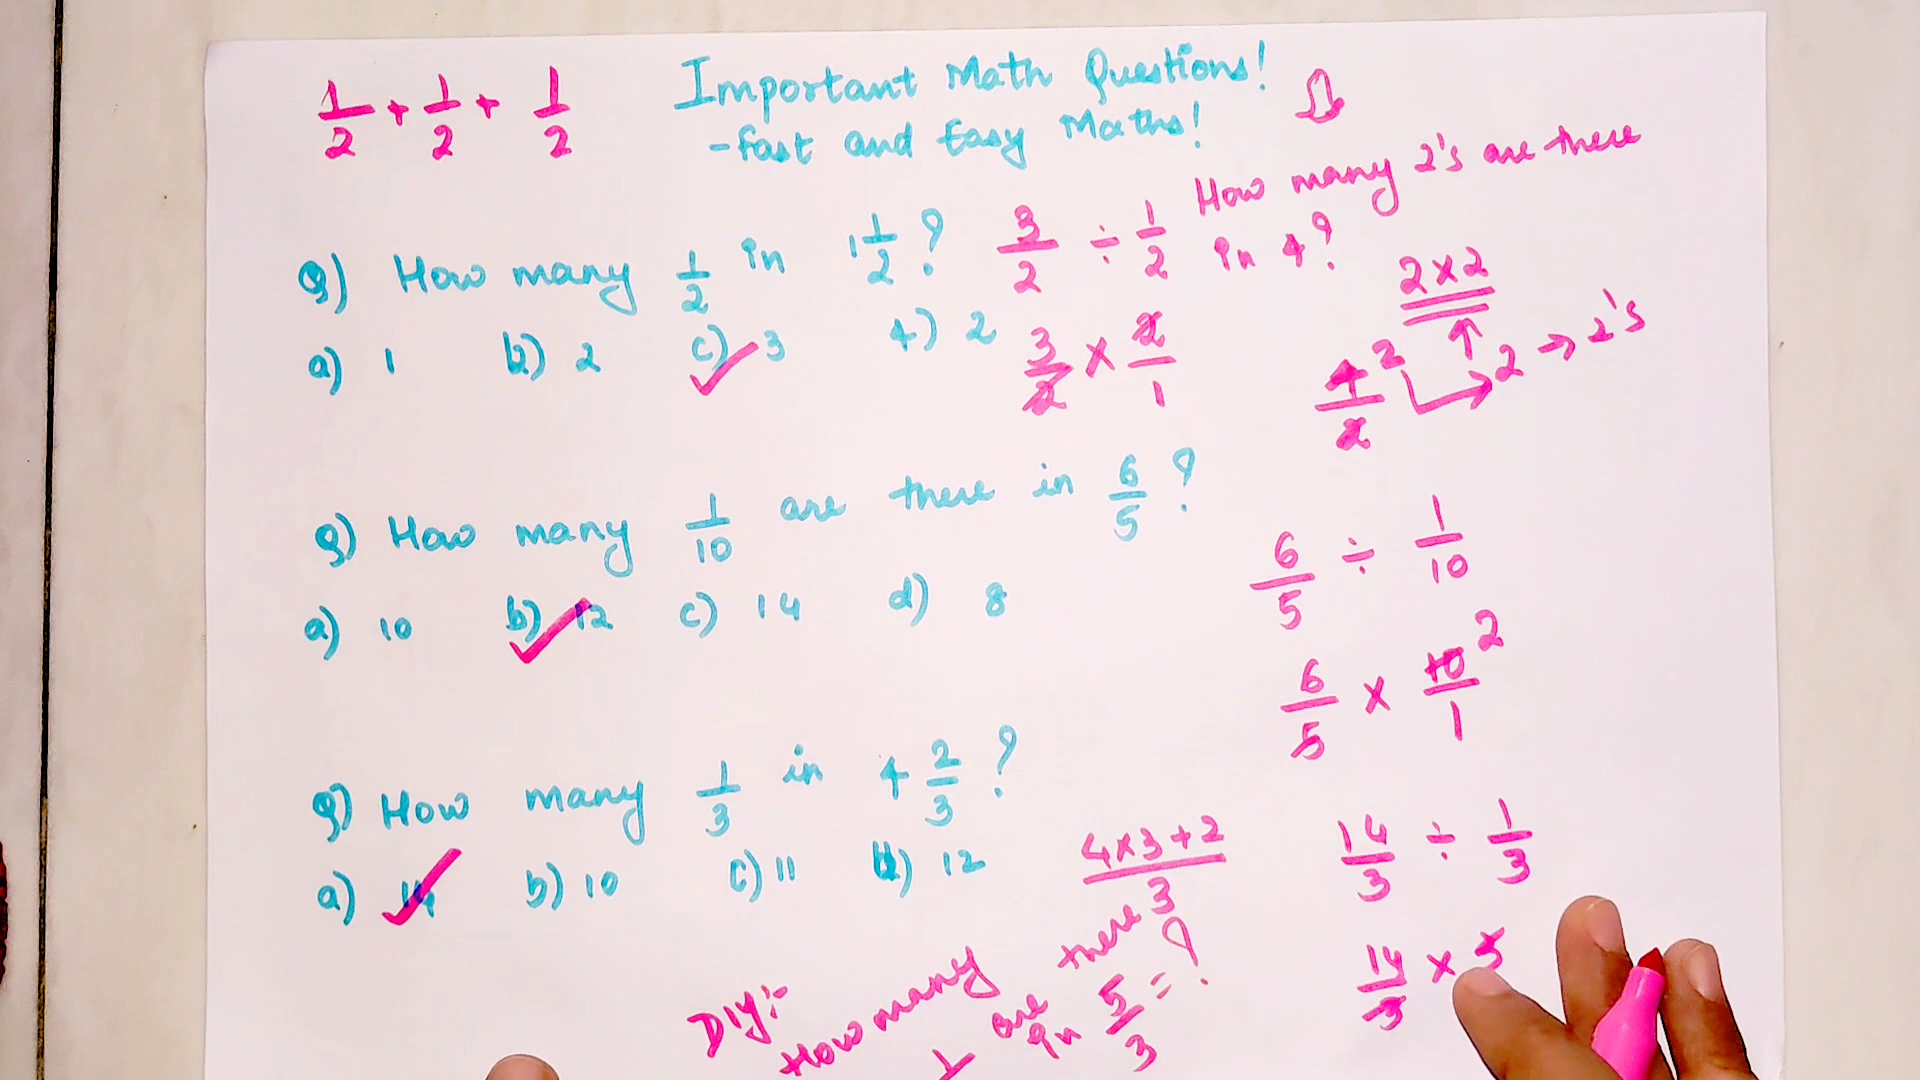 1/2 + 1/2 + 1/2
Important Math Questions!
- Fast and Easy Maths!
How many 2's are there
in 4?
2 × 2
4/2 2 → 2 → 2's
Q) How many 1/2 in 1 1/2 ?
3/2 ÷ 1/2
a) 1 b) 2 c) 3 4) 2
3/2 × 2/1
Q) How many 1/10 are there in 6/5 ?
6/5 ÷ 1/10
a) 10 b) 12 c) 14 d) 8
6/5 × 10/1 2
Q) How many 1/3 in 4 2/3 ?
4×3+2/3
14/3 ÷ 1/3
a) 14 b) 10 c) 11 d) 12
14/3 ×
DIY:-
How many
are there
in 5/3 = ?